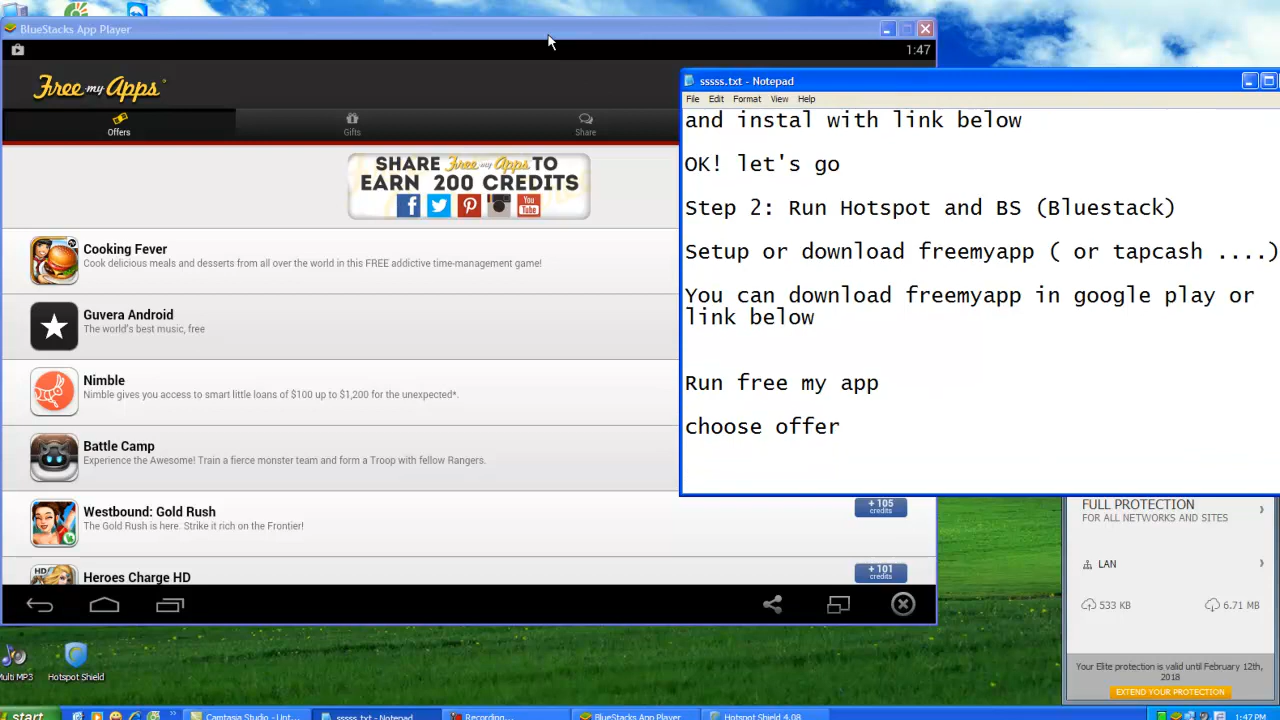 BlueStacks App Player
1:47
Free my Apps
Offers
Gifts
Share
SHARE Free my Apps TO
EARN 200 CREDITS
You
Tube
Cooking Fever
Cook delicious meals and desserts from all over the world in this FREE addictive time-management game!
Guvera Android
The world's best music, free
Nimble
Nimble gives you access to smart little loans of $100 up to $1,200 for the unexpected*.
Battle Camp
Experience the Awesome! Train a fierce monster team and form a Troop with fellow Rangers.
Westbound: Gold Rush
The Gold Rush is here. Strike it rich on the Frontier!
+105
credits
HD
Heroes Charge HD
+101
credits
sssss.txt - Notepad
File Edit Format View Help
and instal with link below
OK! let's go
Step 2: Run Hotspot and BS (Bluestack)
Setup or download freemyapp ( or tapcash ....)
You can download freemyapp in google play or
link below
Run free my app
choose offer
FULL PROTECTION
FOR ALL NETWORKS AND SITES
LAN
533 KB
6.71 MB
Your Elite protection is valid until February 12th,
2018
EXTEND YOUR PROTECTION
Multi MP3
Hotspot Shield
start
Camtasia Studio - Unt...
sssss.txt - Notepad
Recording...
BlueStacks App Player
Hotspot Shield 4.08
1:47 PM